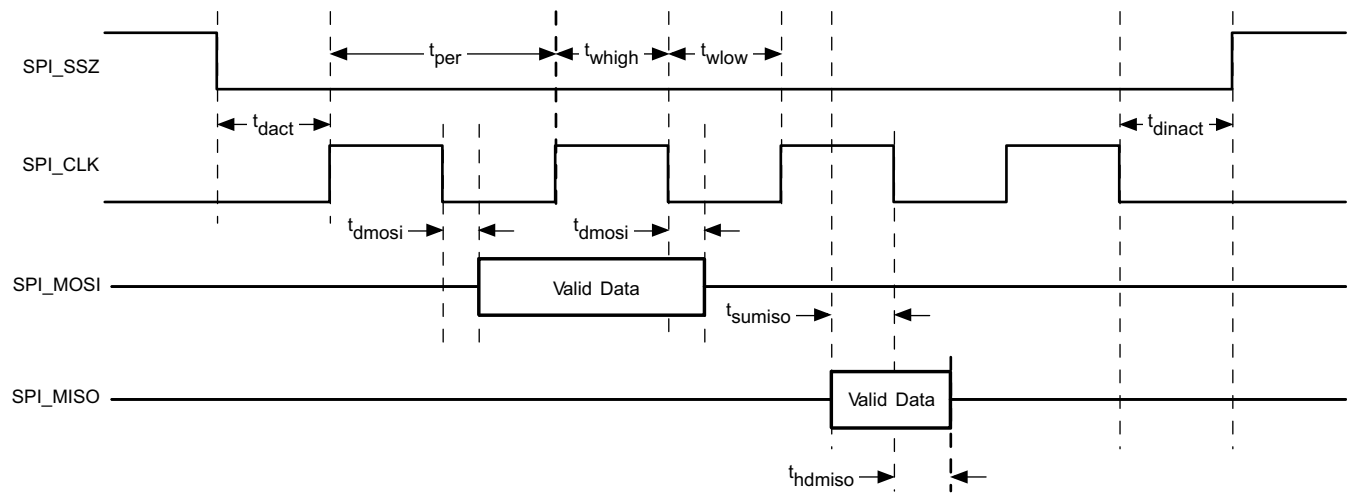 t_per
t_whigh
t_wlow
SPI_SSZ
t_dact
t_dinact
SPI_CLK
t_dmosi
t_dmosi
SPI_MOSI
Valid Data
t_sumiso
SPI_MISO
Valid Data
t_hdmiso